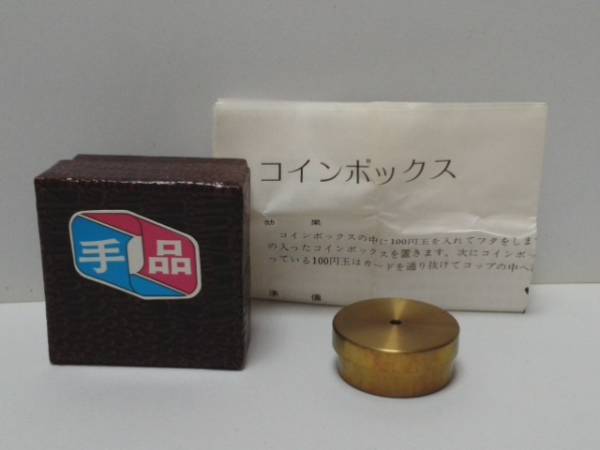 手品
コインボックス
効 果
コインボックスの中に100円玉を入れてフタをしま
の入ったコインボックスを置きます。次にコインボ
っている100円玉はカードを通り抜けてコップの中へ
準 備